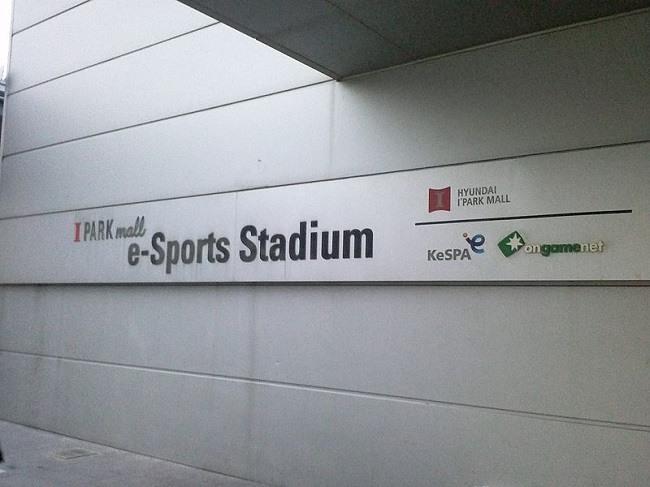 I PARK mall
e-Sports Stadium
HYUNDAI
I'PARK MALL
KeSPA e
ongamenet